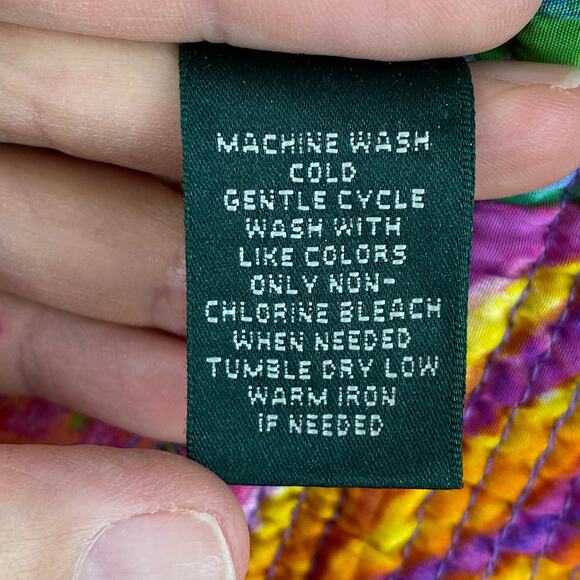 MACHINE WASH
COLD
GENTLE CYCLE
WASH WITH
LIKE COLORS
ONLY NON-
CHLORINE BLEACH
WHEN NEEDED
TUMBLE DRY LOW
WARM IRON
IF NEEDED